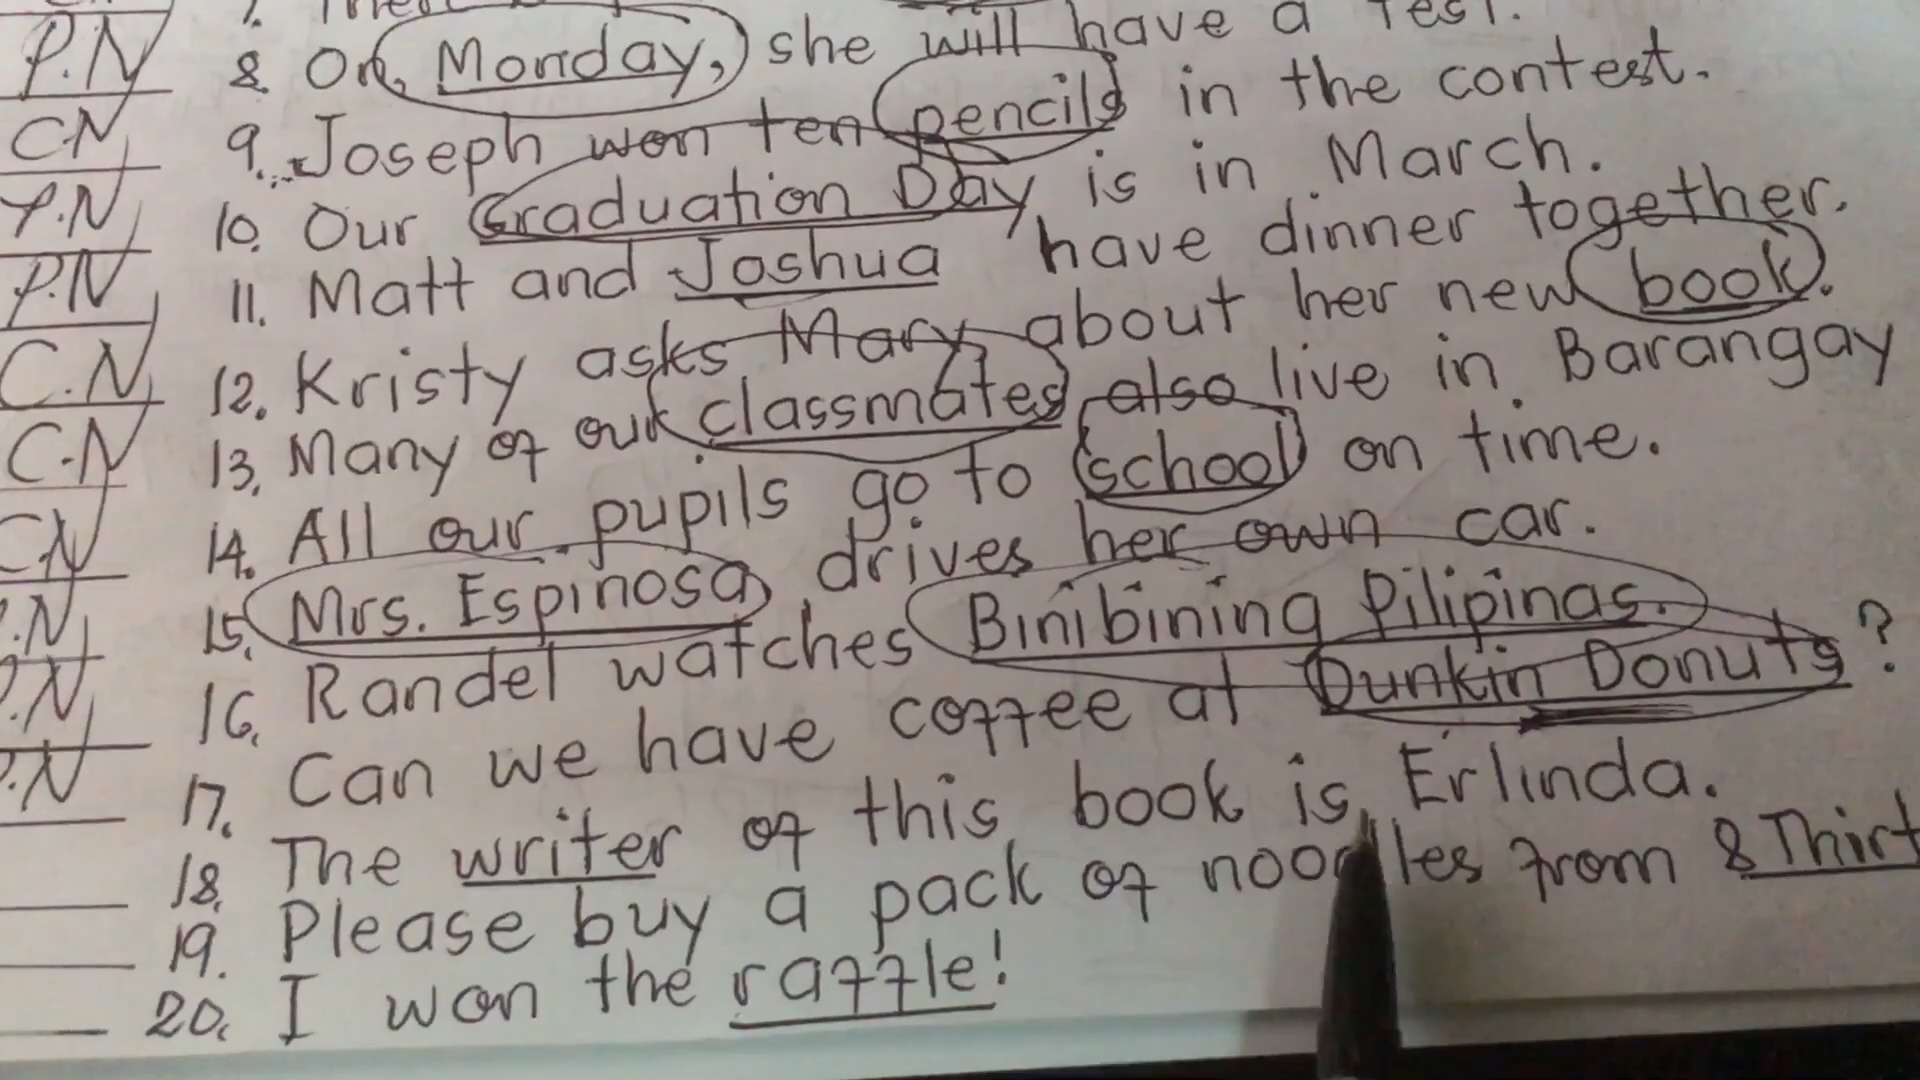 P.N 8. On Monday, she will have a Test.
CN 9. Joseph won ten pencils in the contest.
P.N 10. Our Graduation Day is in March.
P.N 11. Matt and Joshua have dinner together.
C.N 12. Kristy asks Mary about her new book.
C.N 13. Many of our classmates also live in Barangay
CN 14. All our pupils go to school on time.
.N 15. Mrs. Espinosa drives her own car.
.N 16. Randel watches Binibining Pilipinas.
.N 17. Can we have coffee at Dunkin Donuts?
18. The writer of this book is Erlinda.
19. Please buy a pack of noodles from 8 Thirt
20. I won the raffle!